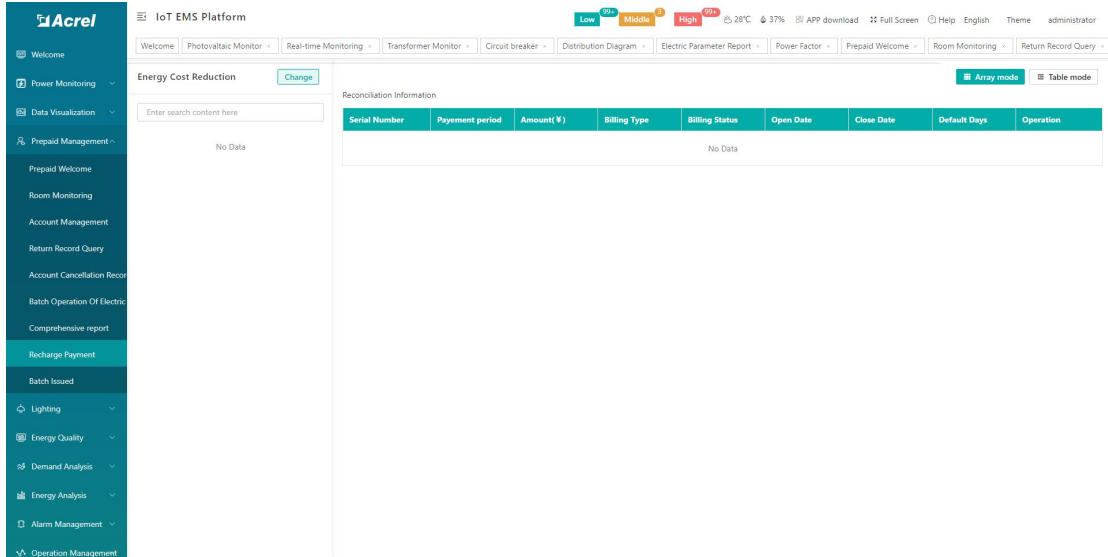 Acrel
IoT EMS Platform
Low 99+ Middle 3 High 99+ 28℃ 37% APP download Full Screen Help English Theme administrator
Welcome Photovaltaic Monitor × Real-time Monitoring × Transformer Monitor × Circuit breaker × Distribution Diagram × Electric Parameter Report × Power Factor × Prepaid Welcome × Room Monitoring × Return Record Query ×
Welcome
Power Monitoring
Data Visualization
Prepaid Management
Prepaid Welcome
Room Monitoring
Account Management
Return Record Query
Account Cancellation Recor
Batch Operation Of Electric
Comprehensive report
Recharge Payment
Batch Issued
Lighting
Energy Quality
Demand Analysis
Energy Analysis
Alarm Management
Operation Management
Energy Cost Reduction Change
Enter search content here
No Data
Array mode Table mode
Reconciliation Information
Serial Number Payement period Amount(¥) Billing Type Billing Status Open Date Close Date Default Days Operation
No Data